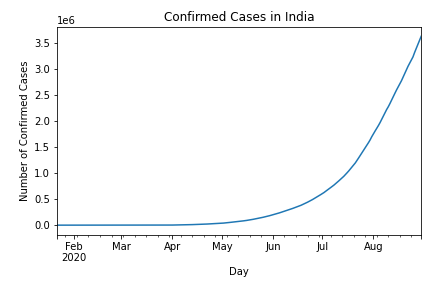 Confirmed Cases in India
1e6
3.5
3.0
2.5
2.0
1.5
1.0
0.5
0.0
Number of Confirmed Cases
Feb Mar Apr May Jun Jul Aug
2020
Day